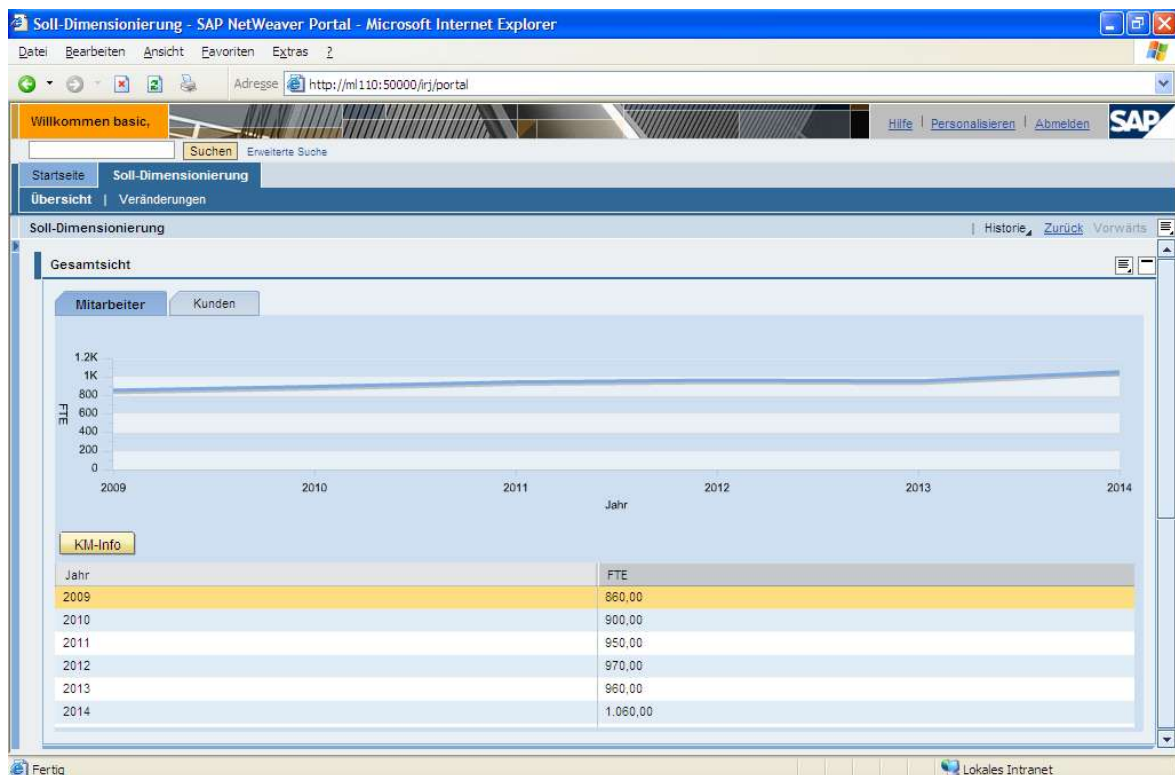 Soll-Dimensionierung - SAP NetWeaver Portal - Microsoft Internet Explorer
Datei Bearbeiten Ansicht Favoriten Extras ?
Adresse http://ml110:50000/irj/portal
Willkommen basic,
Hilfe | Personalisieren | Abmelden SAP
Suchen Erweiterte Suche
Startseite Soll-Dimensionierung
Übersicht | Veränderungen
Soll-Dimensionierung | Historie Zurück Vorwärts
Gesamtsicht
Mitarbeiter Kunden
1.2K
1K
800
600
400
200
0
FTE
2009 2010 2011 2012 2013 2014
Jahr
KM-Info
Jahr FTE
2009 860,00
2010 900,00
2011 950,00
2012 970,00
2013 960,00
2014 1.060,00
Fertig Lokales Intranet